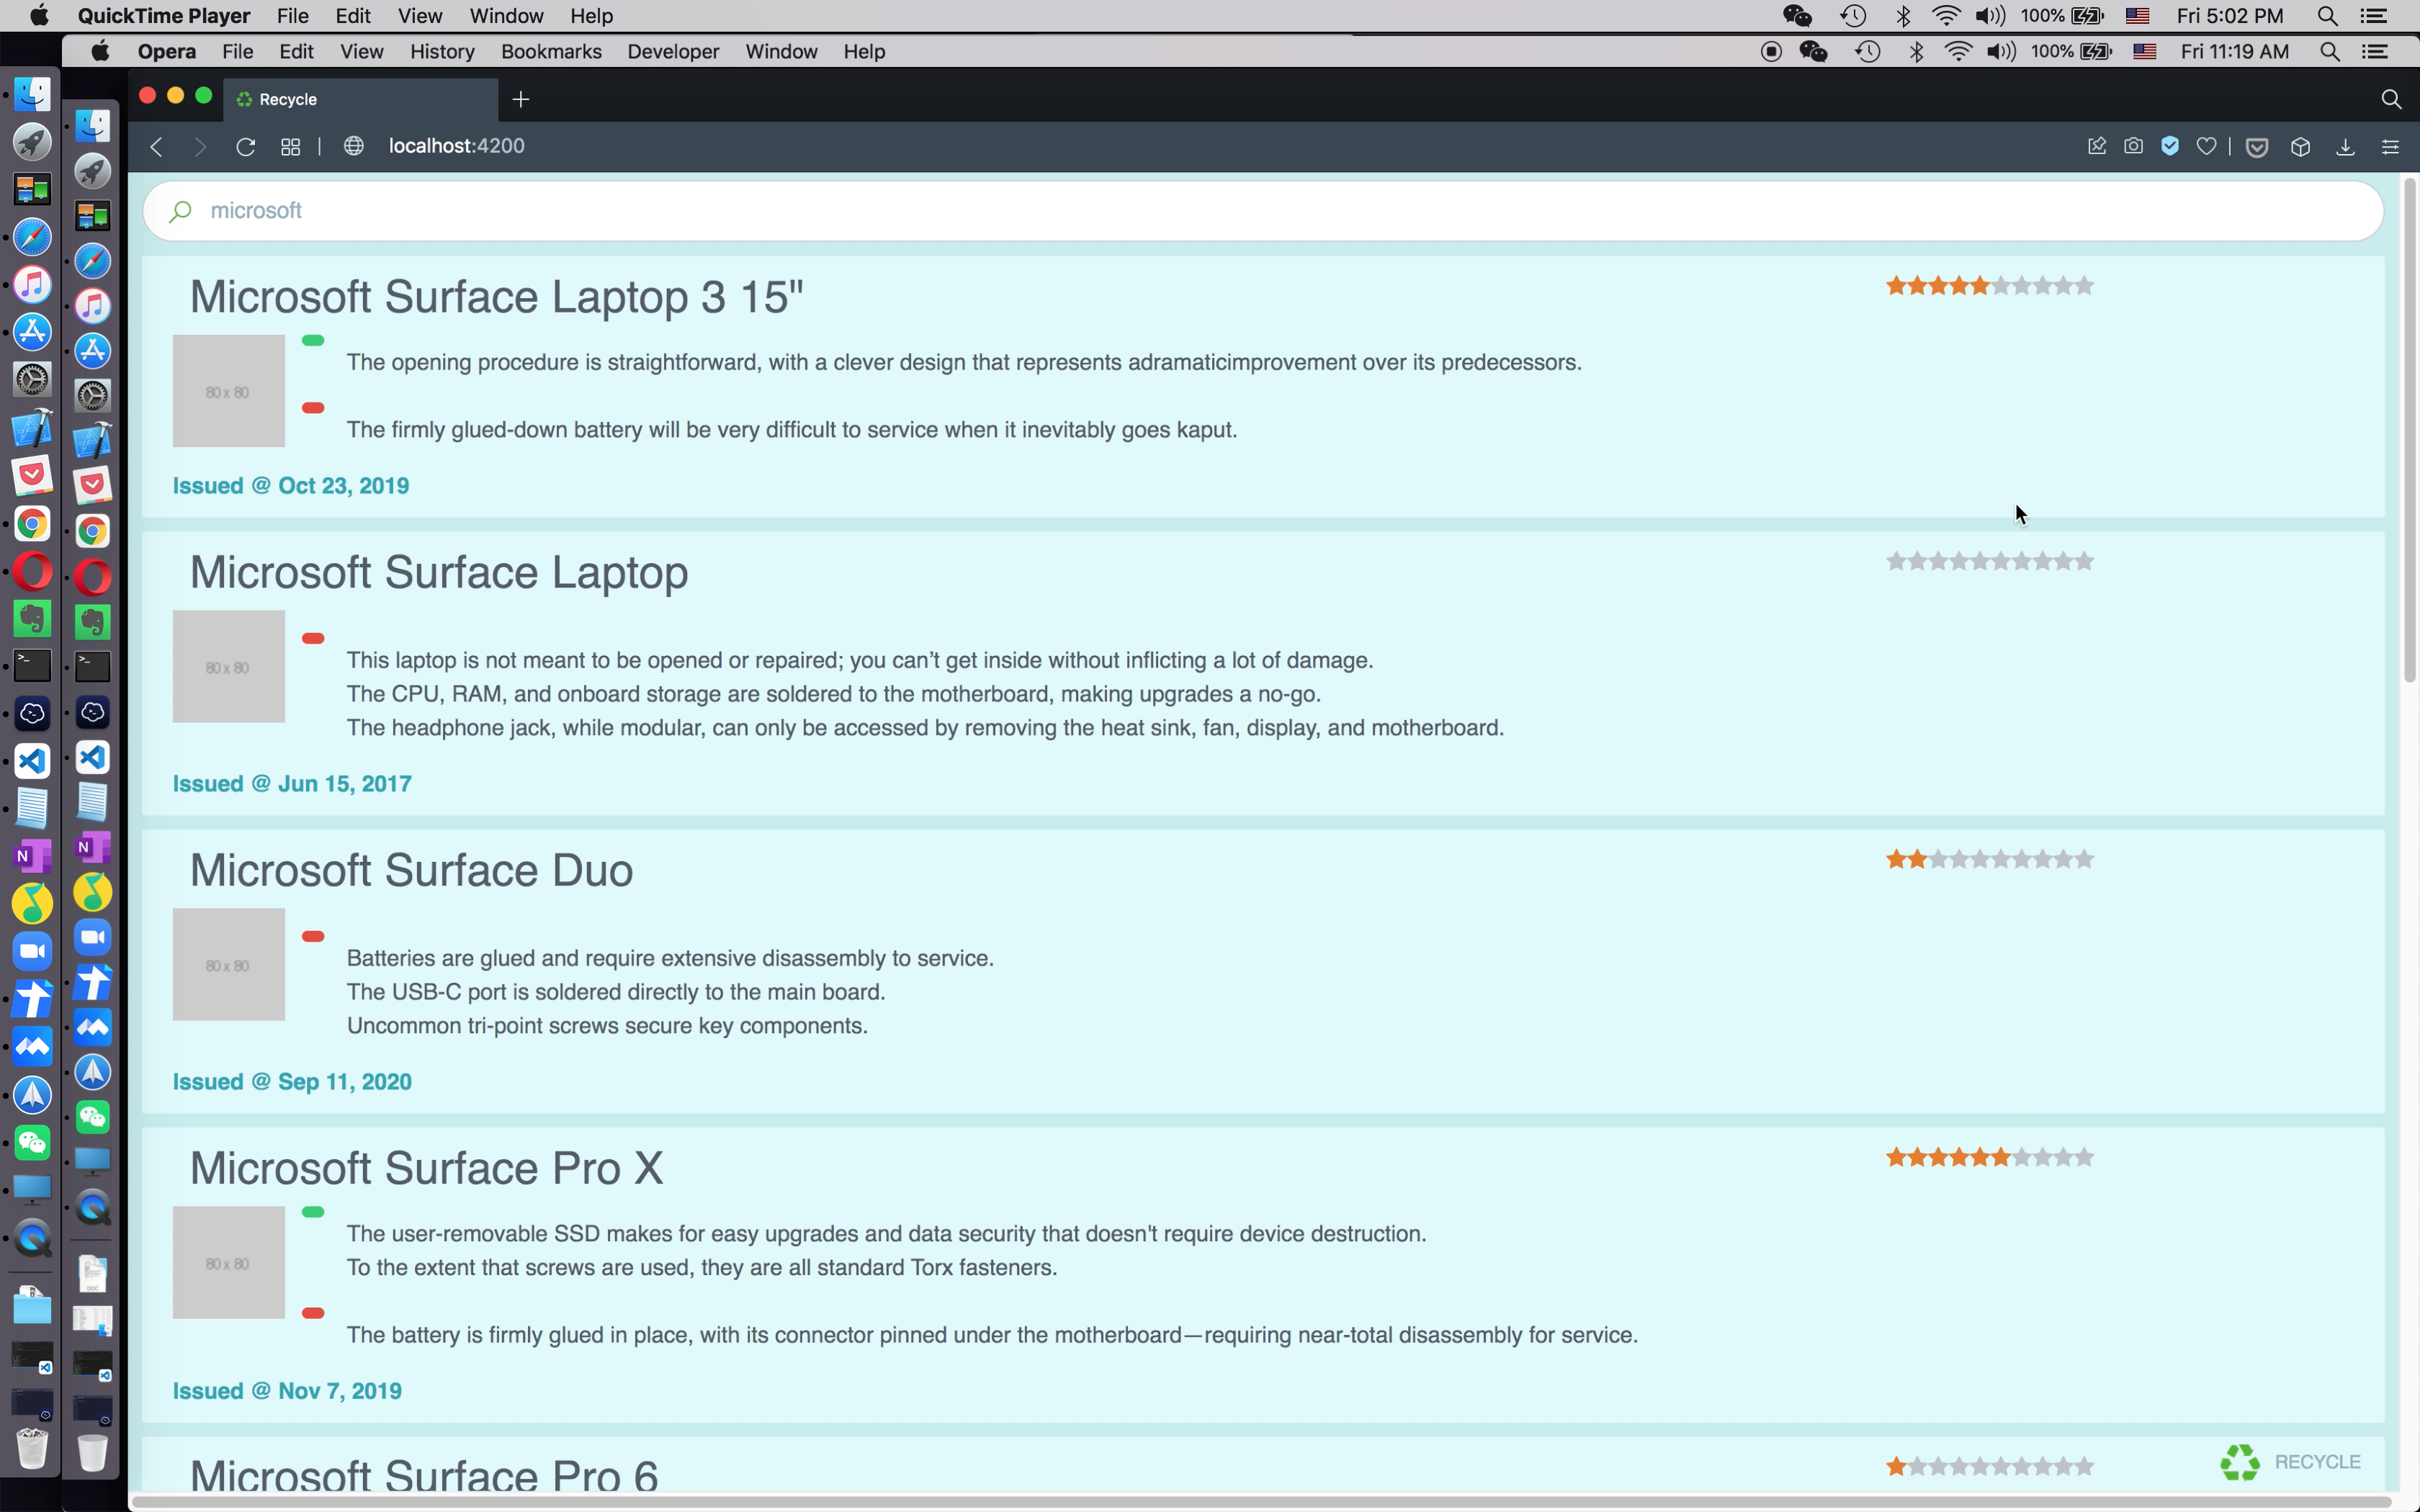 QuickTime Player File Edit View Window Help 100% Fri 5:02 PM
Opera File Edit View History Bookmarks Developer Window Help 100% Fri 11:19 AM
Recycle
localhost:4200
microsoft
Microsoft Surface Laptop 3 15"
The opening procedure is straightforward, with a clever design that represents adramaticimprovement over its predecessors.
80 x 80
The firmly glued-down battery will be very difficult to service when it inevitably goes kaput.
Issued @ Oct 23, 2019
Microsoft Surface Laptop
80 x 80
This laptop is not meant to be opened or repaired; you can’t get inside without inflicting a lot of damage.
The CPU, RAM, and onboard storage are soldered to the motherboard, making upgrades a no-go.
The headphone jack, while modular, can only be accessed by removing the heat sink, fan, display, and motherboard.
Issued @ Jun 15, 2017
Microsoft Surface Duo
80 x 80
Batteries are glued and require extensive disassembly to service.
The USB-C port is soldered directly to the main board.
Uncommon tri-point screws secure key components.
Issued @ Sep 11, 2020
Microsoft Surface Pro X
80 x 80
The user-removable SSD makes for easy upgrades and data security that doesn't require device destruction.
To the extent that screws are used, they are all standard Torx fasteners.
The battery is firmly glued in place, with its connector pinned under the motherboard—requiring near-total disassembly for service.
Issued @ Nov 7, 2019
Microsoft Surface Pro 6
RECYCLE